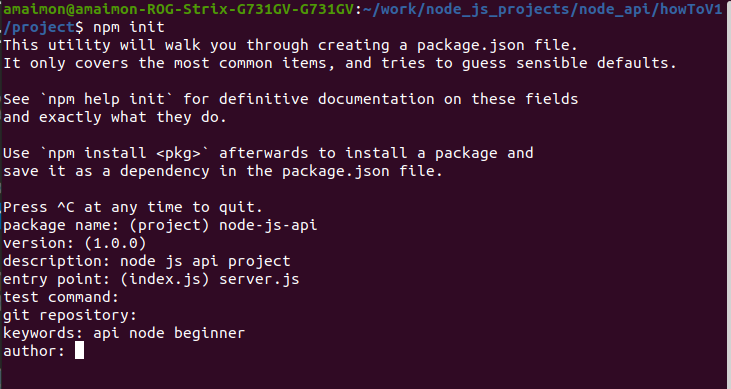 amaimon@amaimon-ROG-Strix-G731GV-G731GV:~/work/node_js_projects/node_api/howToV1
/project$ npm init
This utility will walk you through creating a package.json file.
It only covers the most common items, and tries to guess sensible defaults.
See `npm help init` for definitive documentation on these fields
and exactly what they do.
Use `npm install <pkg>` afterwards to install a package and
save it as a dependency in the package.json file.
Press ^C at any time to quit.
package name: (project) node-js-api
version: (1.0.0)
description: node js api project
entry point: (index.js) server.js
test command:
git repository:
keywords: api node beginner
author: